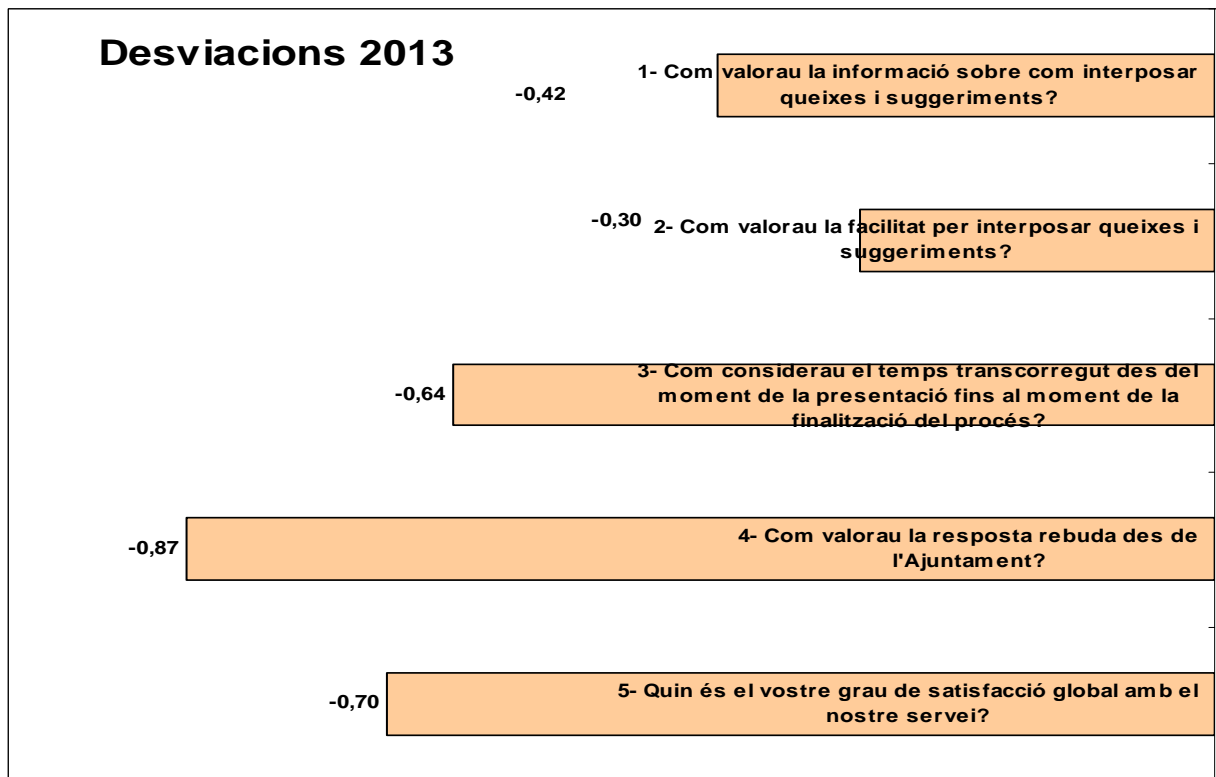 Desviacions 2013
1- Com valorau la informació sobre com interposar
queixes i suggeriments?
-0,42
-0,30
2- Com valorau la facilitat per interposar queixes i
suggeriments?
3- Com considerau el temps transcorregut des del
moment de la presentació fins al moment de la
finalització del procés?
-0,64
4- Com valorau la resposta rebuda des de
l'Ajuntament?
-0,87
5- Quin és el vostre grau de satisfacció global amb el
nostre servei?
-0,70